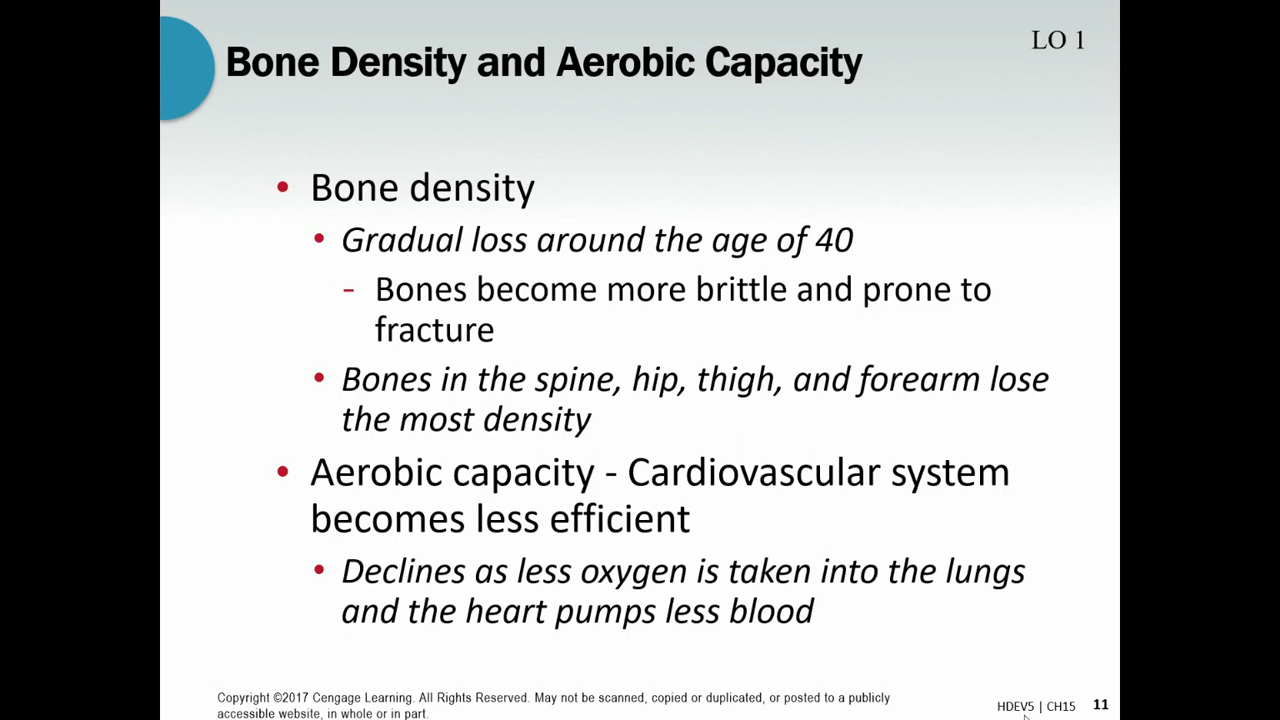 LO 1
Bone Density and Aerobic Capacity
• Bone density
• Gradual loss around the age of 40
- Bones become more brittle and prone to
fracture
• Bones in the spine, hip, thigh, and forearm lose
the most density
• Aerobic capacity - Cardiovascular system
becomes less efficient
• Declines as less oxygen is taken into the lungs
and the heart pumps less blood
Copyright ©2017 Cengage Learning. All Rights Reserved. May not be scanned, copied or duplicated, or posted to a publicly
accessible website, in whole or in part.
HDEV5 | CH15 11